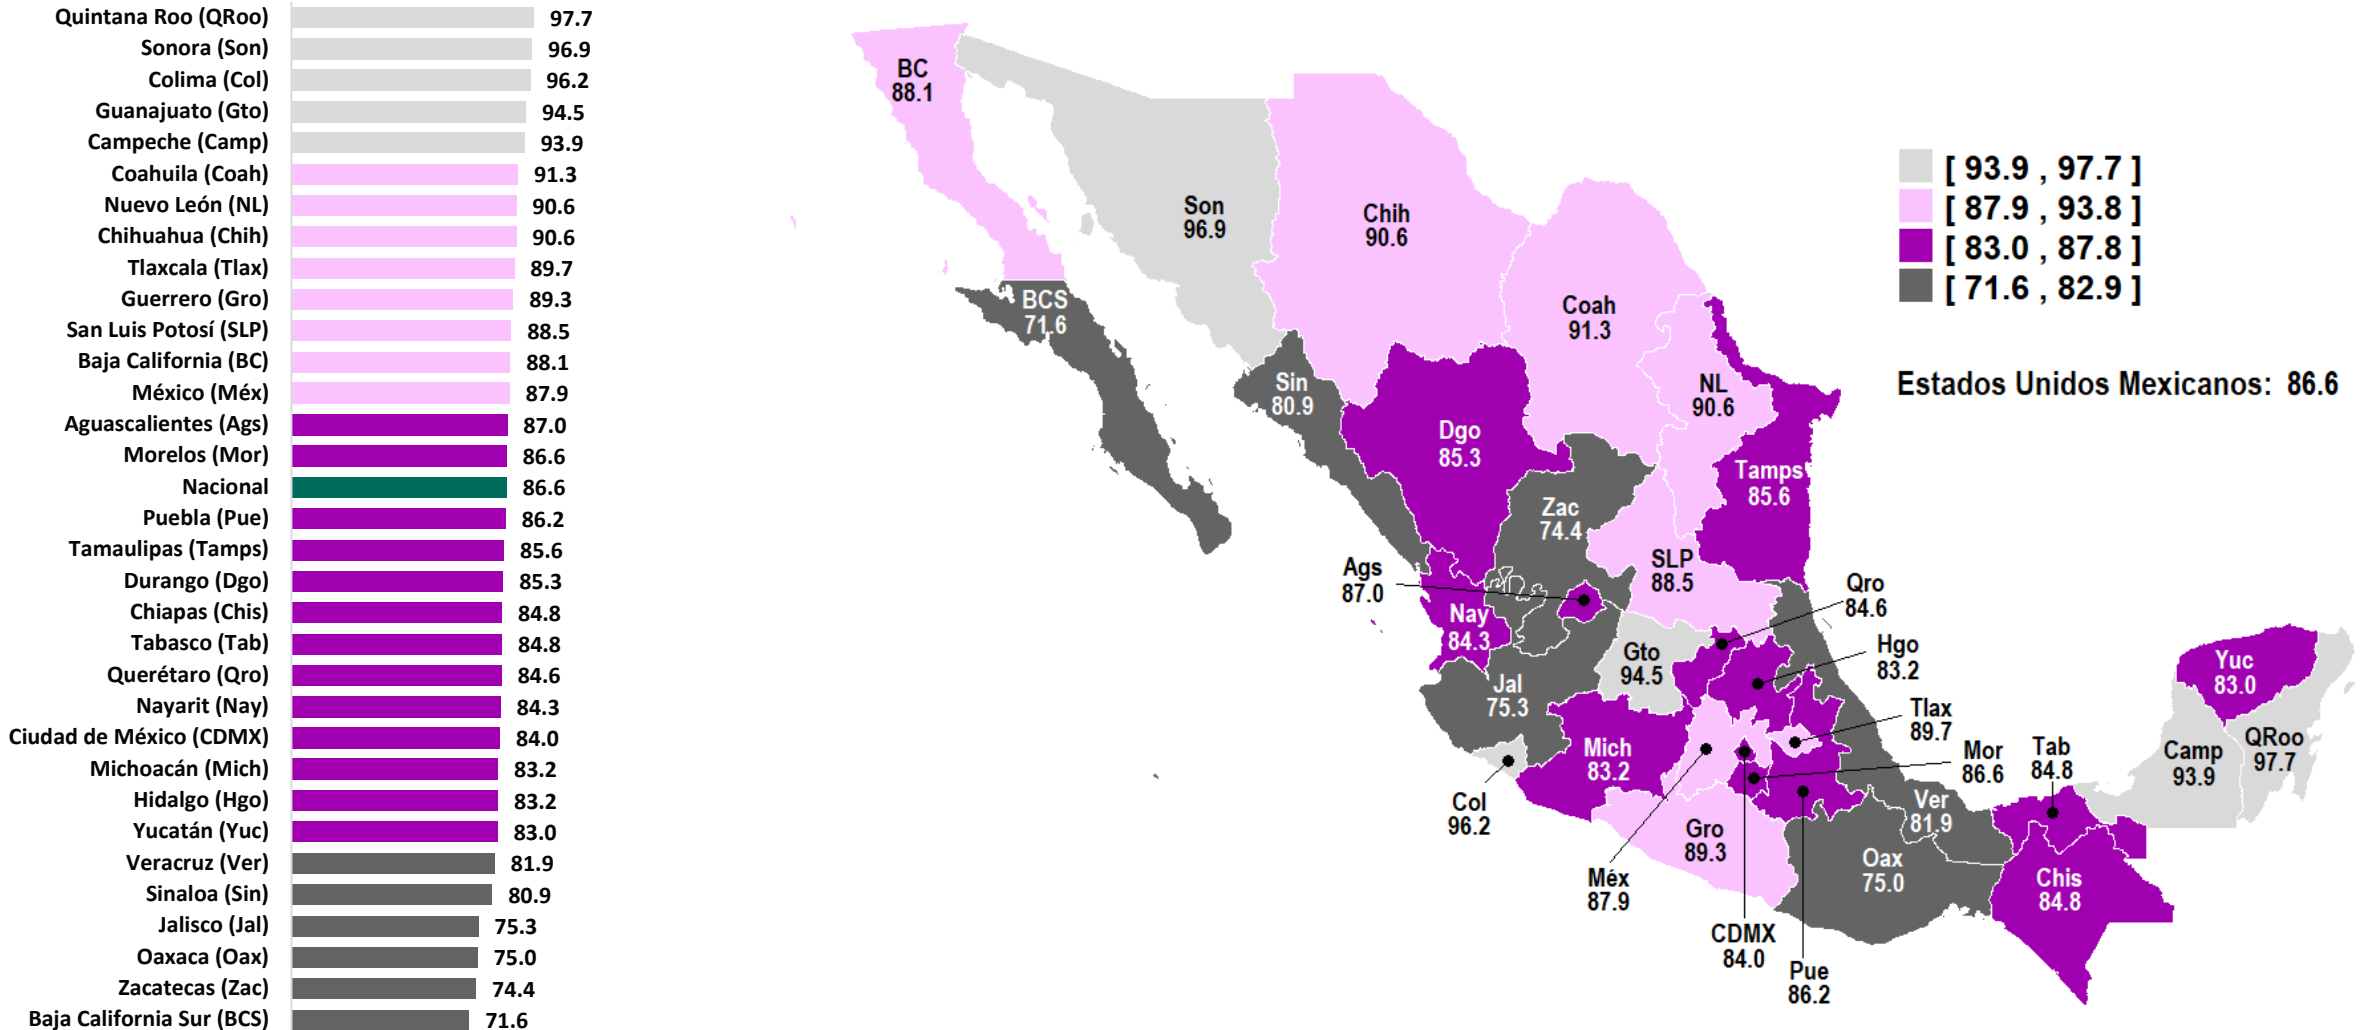 Quintana Roo (QRoo) 97.7
Sonora (Son) 96.9
Colima (Col) 96.2
Guanajuato (Gto) 94.5
Campeche (Camp) 93.9
Coahuila (Coah) 91.3
Nuevo León (NL) 90.6
Chihuahua (Chih) 90.6
Tlaxcala (Tlax) 89.7
Guerrero (Gro) 89.3
San Luis Potosí (SLP) 88.5
Baja California (BC) 88.1
México (Méx) 87.9
Aguascalientes (Ags) 87.0
Morelos (Mor) 86.6
Nacional 86.6
Puebla (Pue) 86.2
Tamaulipas (Tamps) 85.6
Durango (Dgo) 85.3
Chiapas (Chis) 84.8
Tabasco (Tab) 84.8
Querétaro (Qro) 84.6
Nayarit (Nay) 84.3
Ciudad de México (CDMX) 84.0
Michoacán (Mich) 83.2
Hidalgo (Hgo) 83.2
Yucatán (Yuc) 83.0
Veracruz (Ver) 81.9
Sinaloa (Sin) 80.9
Jalisco (Jal) 75.3
Oaxaca (Oax) 75.0
Zacatecas (Zac) 74.4
Baja California Sur (BCS) 71.6
BC
88.1
Son
96.9
Chih
90.6
BCS
71.6
Coah
91.3
Sin
80.9
NL
90.6
Dgo
85.3
Tamps
85.6
Zac
74.4
SLP
88.5
Ags
87.0
Nay
84.3
Qro
84.6
Gto
94.5
Hgo
83.2
Jal
75.3
Tlax
89.7
Mich
83.2
Mor
86.6
Tab
84.8
Yuc
83.0
Camp
93.9
QRoo
97.7
Col
96.2
Gro
89.3
Ver
81.9
Méx
87.9
Oax
75.0
Chis
84.8
CDMX
84.0
Pue
86.2
[ 93.9 , 97.7 ]
[ 87.9 , 93.8 ]
[ 83.0 , 87.8 ]
[ 71.6 , 82.9 ]
Estados Unidos Mexicanos: 86.6